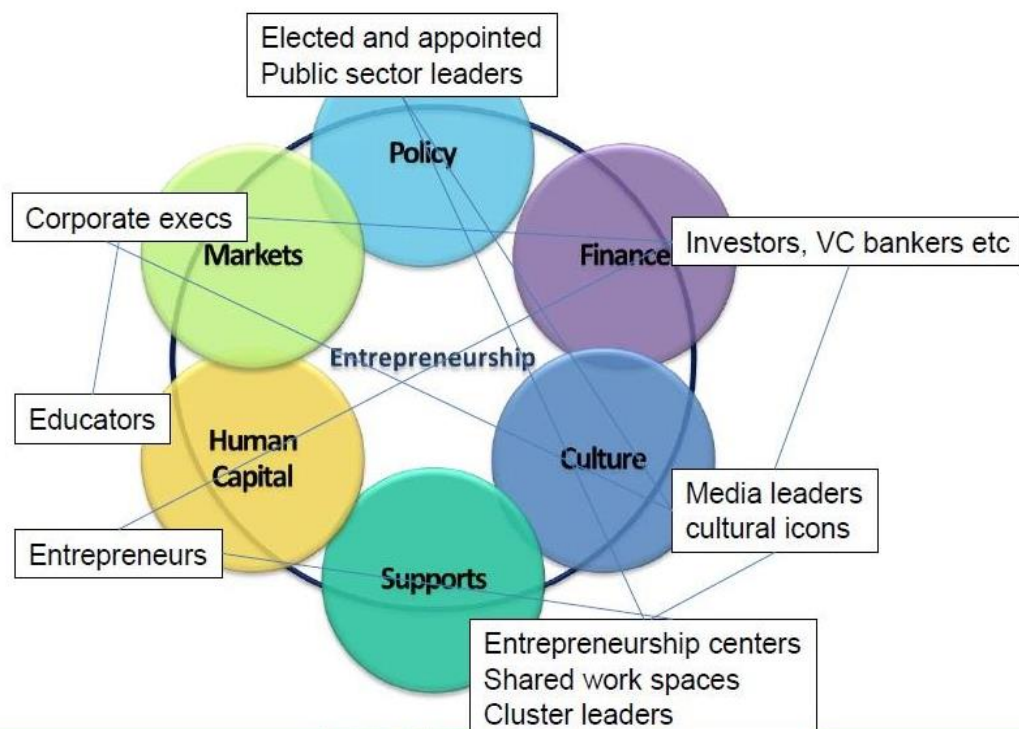 Elected and appointed
Public sector leaders
Policy
Corporate execs
Markets
Finance
Investors, VC bankers etc
Entrepreneurship
Educators
Human
Capital
Culture
Media leaders
cultural icons
Entrepreneurs
Supports
Entrepreneurship centers
Shared work spaces
Cluster leaders